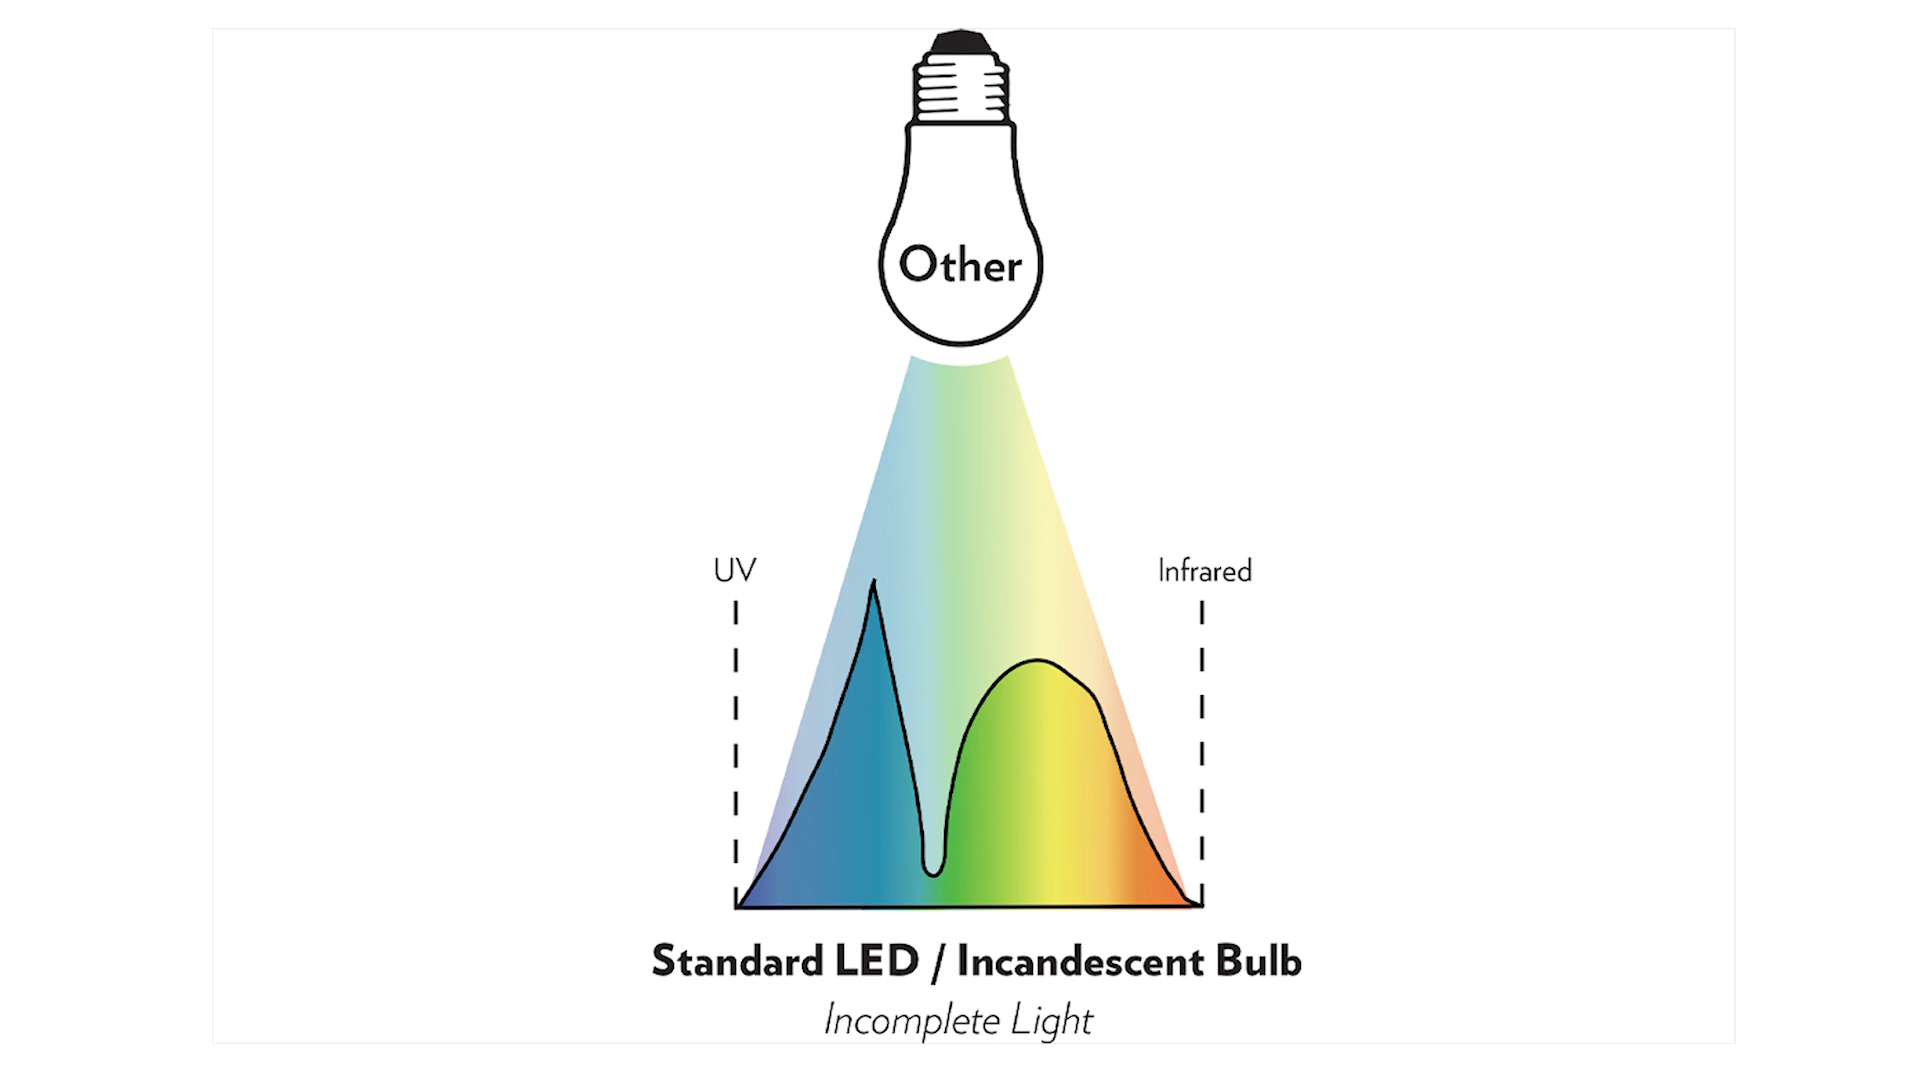 Other
UV
Infrared
Standard LED / Incandescent Bulb
Incomplete Light